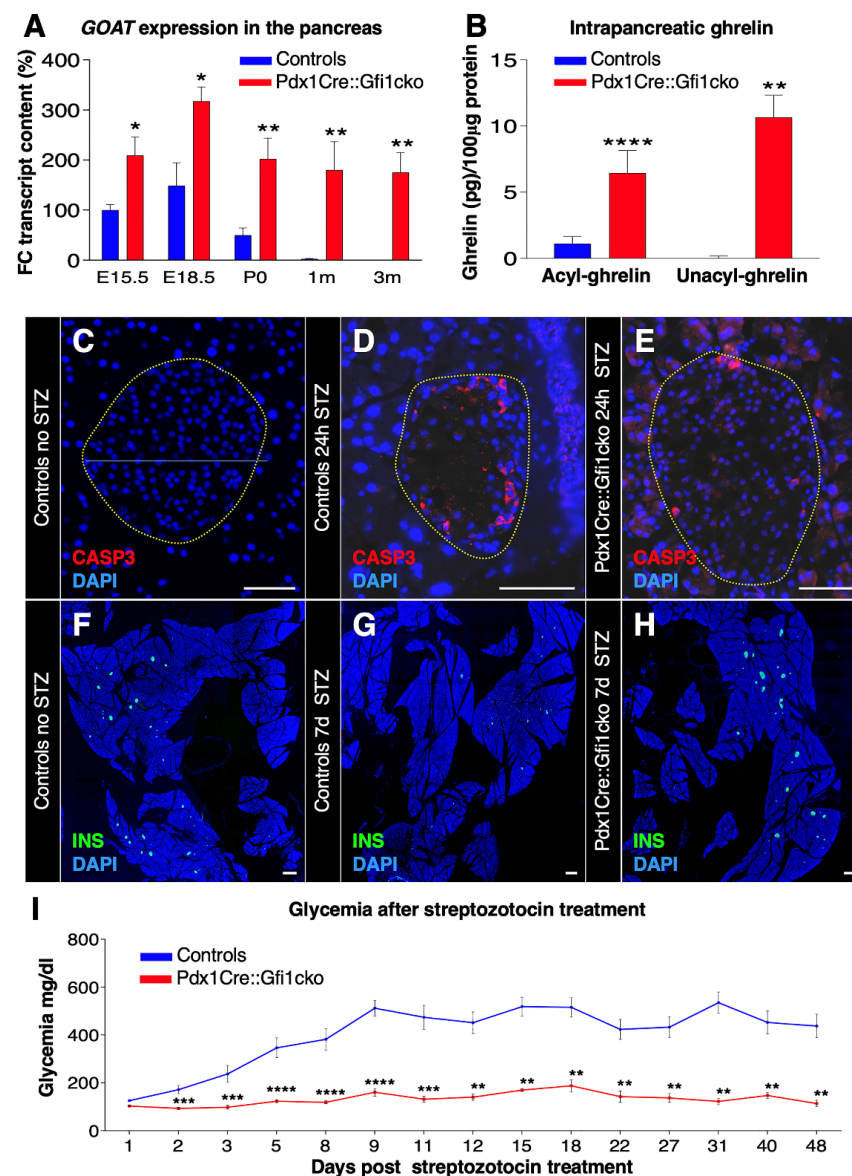 A GOAT expression in the pancreas
FC transcript content (%)
400
300
200
100
0
Controls
Pdx1Cre::Gfi1cko
* * ** ** **
E15.5 E18.5 P0 1m 3m
B Intrapancreatic ghrelin
Ghrelin (pg)/100µg protein
15
10
5
0
Controls
Pdx1Cre::Gfi1cko
**** **
Acyl-ghrelin Unacyl-ghrelin
Controls no STZ
C
CASP3
DAPI
Controls 24h STZ
D
Pdx1Cre::Gfi1cko 24h STZ
E
CASP3
DAPI
Controls no STZ
F
INS
DAPI
Controls 7d STZ
G
Pdx1Cre::Gfi1cko 7d STZ
H
INS
DAPI
I Glycemia after streptozotocin treatment
Glycemia mg/dl
800
600
400
200
0
Controls
Pdx1Cre::Gfi1cko
*** *** **** **** **** *** ** ** ** ** ** ** ** **
1 2 3 5 8 9 11 12 15 18 22 27 31 40 48
Days post streptozotocin treatment